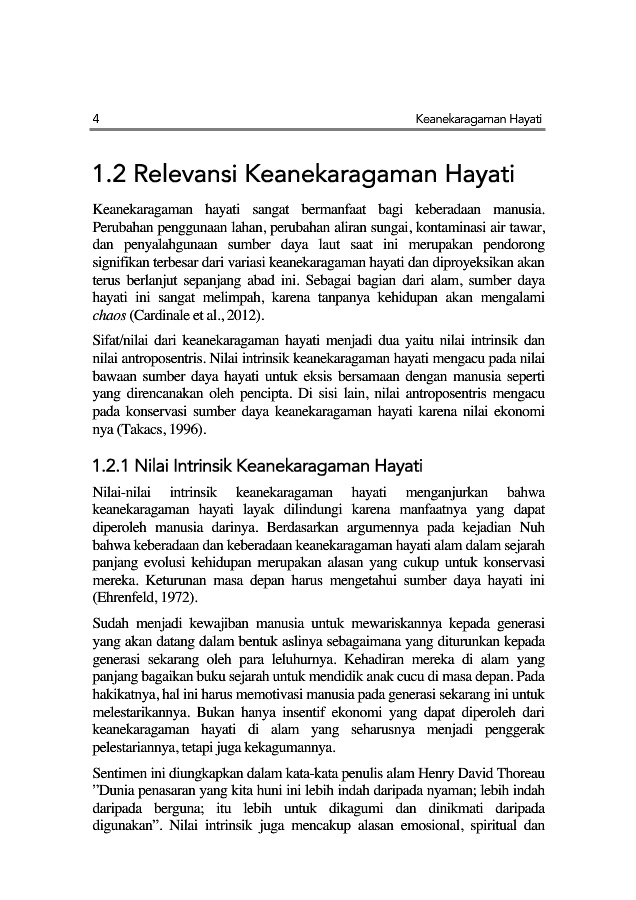 4 Keanekaragaman Hayati
1.2 Relevansi Keanekaragaman Hayati
Keanekaragaman hayati sangat bermanfaat bagi keberadaan manusia.
Perubahan penggunaan lahan, perubahan aliran sungai, kontaminasi air tawar,
dan penyalahgunaan sumber daya laut saat ini merupakan pendorong
signifikan terbesar dari variasi keanekaragaman hayati dan diproyeksikan akan
terus berlanjut sepanjang abad ini. Sebagai bagian dari alam, sumber daya
hayati ini sangat melimpah, karena tanpanya kehidupan akan mengalami
chaos (Cardinale et al., 2012).
Sifat/nilai dari keanekaragaman hayati menjadi dua yaitu nilai intrinsik dan
nilai antroposentris. Nilai intrinsik keanekaragaman hayati mengacu pada nilai
bawaan sumber daya hayati untuk eksis bersamaan dengan manusia seperti
yang direncanakan oleh pencipta. Di sisi lain, nilai antroposentris mengacu
pada konservasi sumber daya keanekaragaman hayati karena nilai ekonomi
nya (Takacs, 1996).
1.2.1 Nilai Intrinsik Keanekaragaman Hayati
Nilai-nilai intrinsik keanekaragaman hayati menganjurkan bahwa
keanekaragaman hayati layak dilindungi karena manfaatnya yang dapat
diperoleh manusia darinya. Berdasarkan argumennya pada kejadian Nuh
bahwa keberadaan dan keberadaan keanekaragaman hayati alam dalam sejarah
panjang evolusi kehidupan merupakan alasan yang cukup untuk konservasi
mereka. Keturunan masa depan harus mengetahui sumber daya hayati ini
(Ehrenfeld, 1972).
Sudah menjadi kewajiban manusia untuk mewariskannya kepada generasi
yang akan datang dalam bentuk aslinya sebagaimana yang diturunkan kepada
generasi sekarang oleh para leluhurnya. Kehadiran mereka di alam yang
panjang bagaikan buku sejarah untuk mendidik anak cucu di masa depan. Pada
hakikatnya, hal ini harus memotivasi manusia pada generasi sekarang ini untuk
melestarikannya. Bukan hanya insentif ekonomi yang dapat diperoleh dari
keanekaragaman hayati di alam yang seharusnya menjadi penggerak
pelestariannya, tetapi juga kekagumannya.
Sentimen ini diungkapkan dalam kata-kata penulis alam Henry David Thoreau
”Dunia penasaran yang kita huni ini lebih indah daripada nyaman; lebih indah
daripada berguna; itu lebih untuk dikagumi dan dinikmati daripada
digunakan”. Nilai intrinsik juga mencakup alasan emosional, spiritual dan